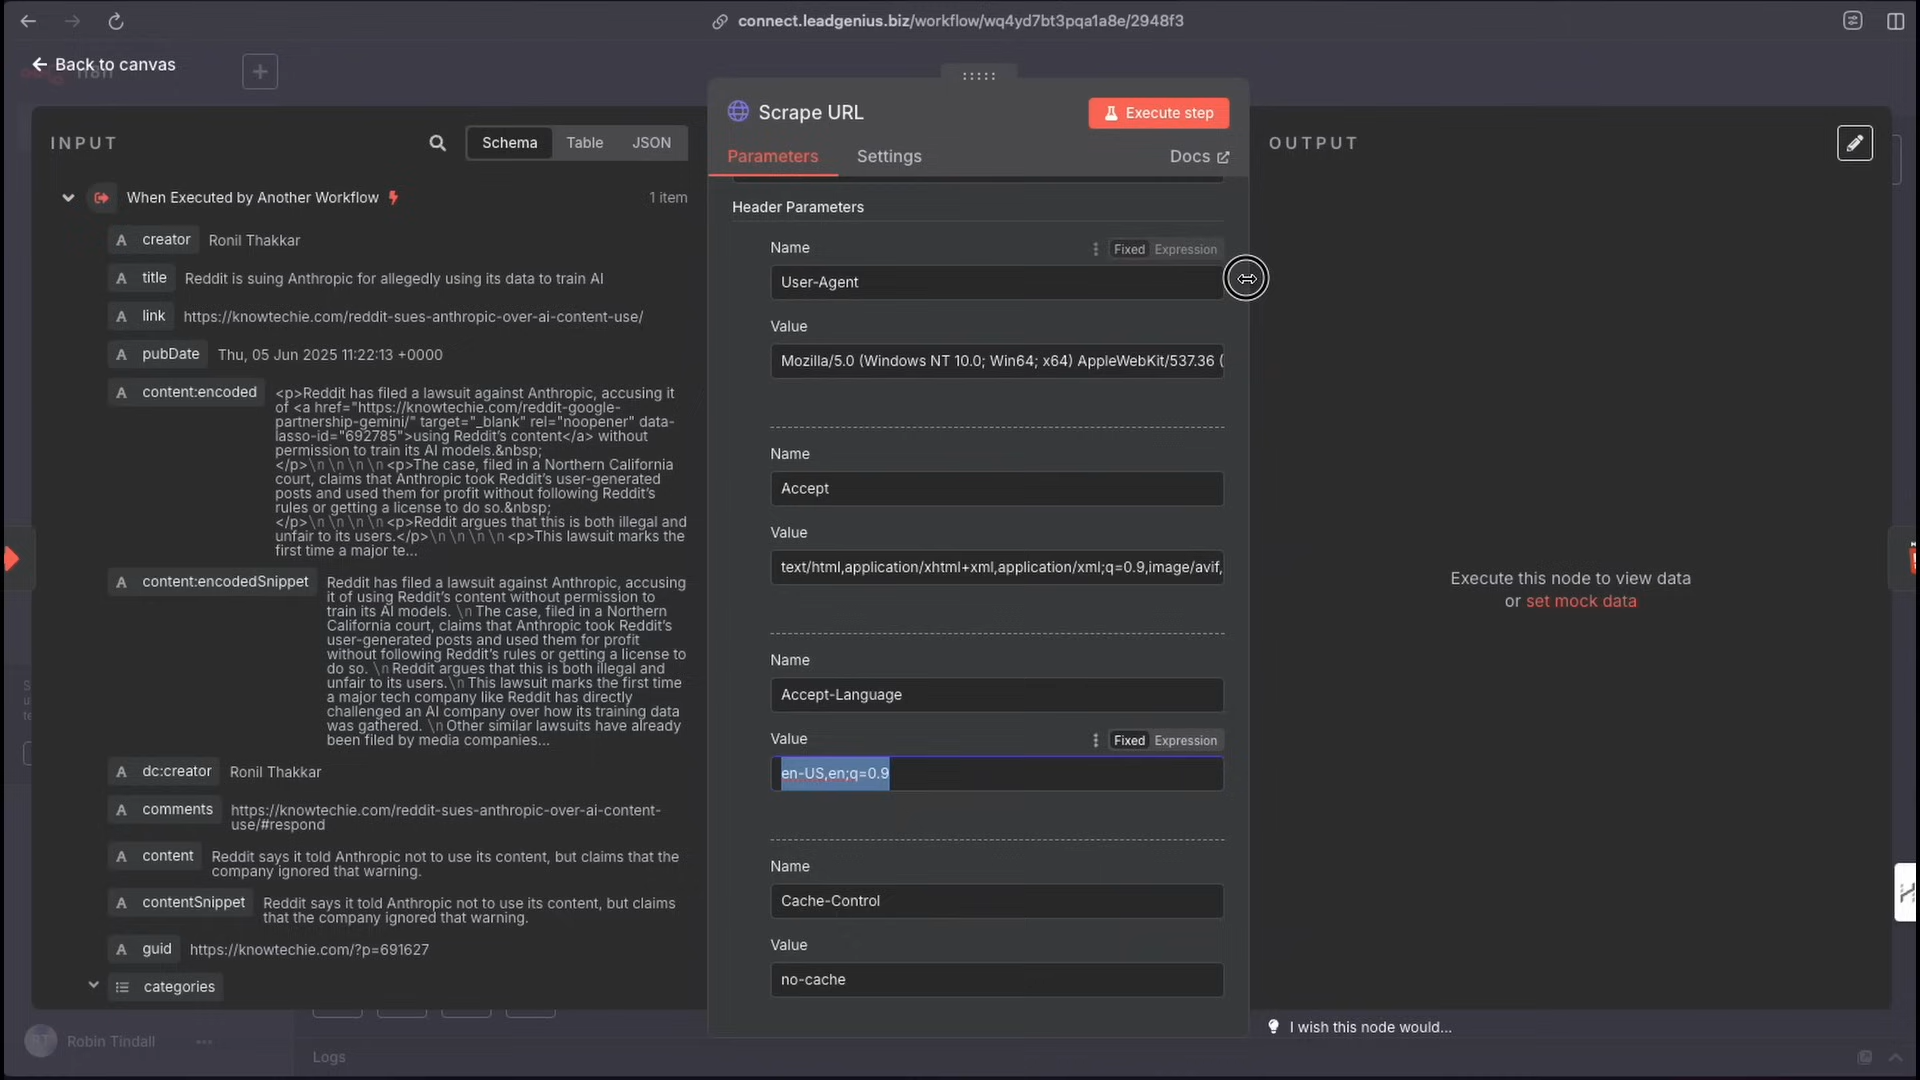 connect.leadgenius.biz/workflow/wq4yd7bt3pqa1a8e/2948f3
Back to canvas
n8n
INPUT
Schema
Table
JSON
When Executed by Another Workflow
1 item
A creator Ronil Thakkar
A title Reddit is suing Anthropic for allegedly using its data to train AI
A link https://knowtechie.com/reddit-sues-anthropic-over-ai-content-use/
A pubDate Thu, 05 Jun 2025 11:22:13 +0000
A content:encoded <p>Reddit has filed a lawsuit against Anthropic, accusing it
of <a href="https://knowtechie.com/reddit-google-
partnership-gemini/" target="_blank" rel="noopener" data-
lasso-id="692785">using Reddit's content</a> without
permission to train its AI models.&nbsp;
</p>\n \n \n \n <p>The case, filed in a Northern California
court, claims that Anthropic took Reddit's user-generated
posts and used them for profit without following Reddit's
rules or getting a license to do so.&nbsp;
</p>\n \n \n \n <p>Reddit argues that this is both illegal and
unfair to its users.</p>\n \n \n \n <p>This lawsuit marks the
first time a major te...
A content:encodedSnippet Reddit has filed a lawsuit against Anthropic, accusing
it of using Reddit's content without permission to
train its AI models. \n The case, filed in a Northern
California court, claims that Anthropic took Reddit's
user-generated posts and used them for profit
without following Reddit's rules or getting a license to
do so. \n Reddit argues that this is both illegal and
unfair to its users.\n This lawsuit marks the first time
a major tech company like Reddit has directly
challenged an AI company over how its training data
was gathered. \n Other similar lawsuits have already
been filed by media companies...
A dc:creator Ronil Thakkar
A comments https://knowtechie.com/reddit-sues-anthropic-over-ai-content-
use/#respond
A content Reddit says it told Anthropic not to use its content, but claims that the
company ignored that warning.
A contentSnippet Reddit says it told Anthropic not to use its content, but claims
that the company ignored that warning.
A guid https://knowtechie.com/?p=691627
categories
Scrape URL
Execute step
Parameters
Settings
Docs
Header Parameters
Name
Fixed Expression
User-Agent
Value
Mozilla/5.0 (Windows NT 10.0; Win64; x64) AppleWebKit/537.36 (
Name
Accept
Value
text/html,application/xhtml+xml,application/xml;q=0.9,image/avif,
Name
Accept-Language
Value
Fixed Expression
en-US,en;q=0.9
Name
Cache-Control
Value
no-cache
OUTPUT
Execute this node to view data
or set mock data
I wish this node would...
RT Robin Tindall
Logs